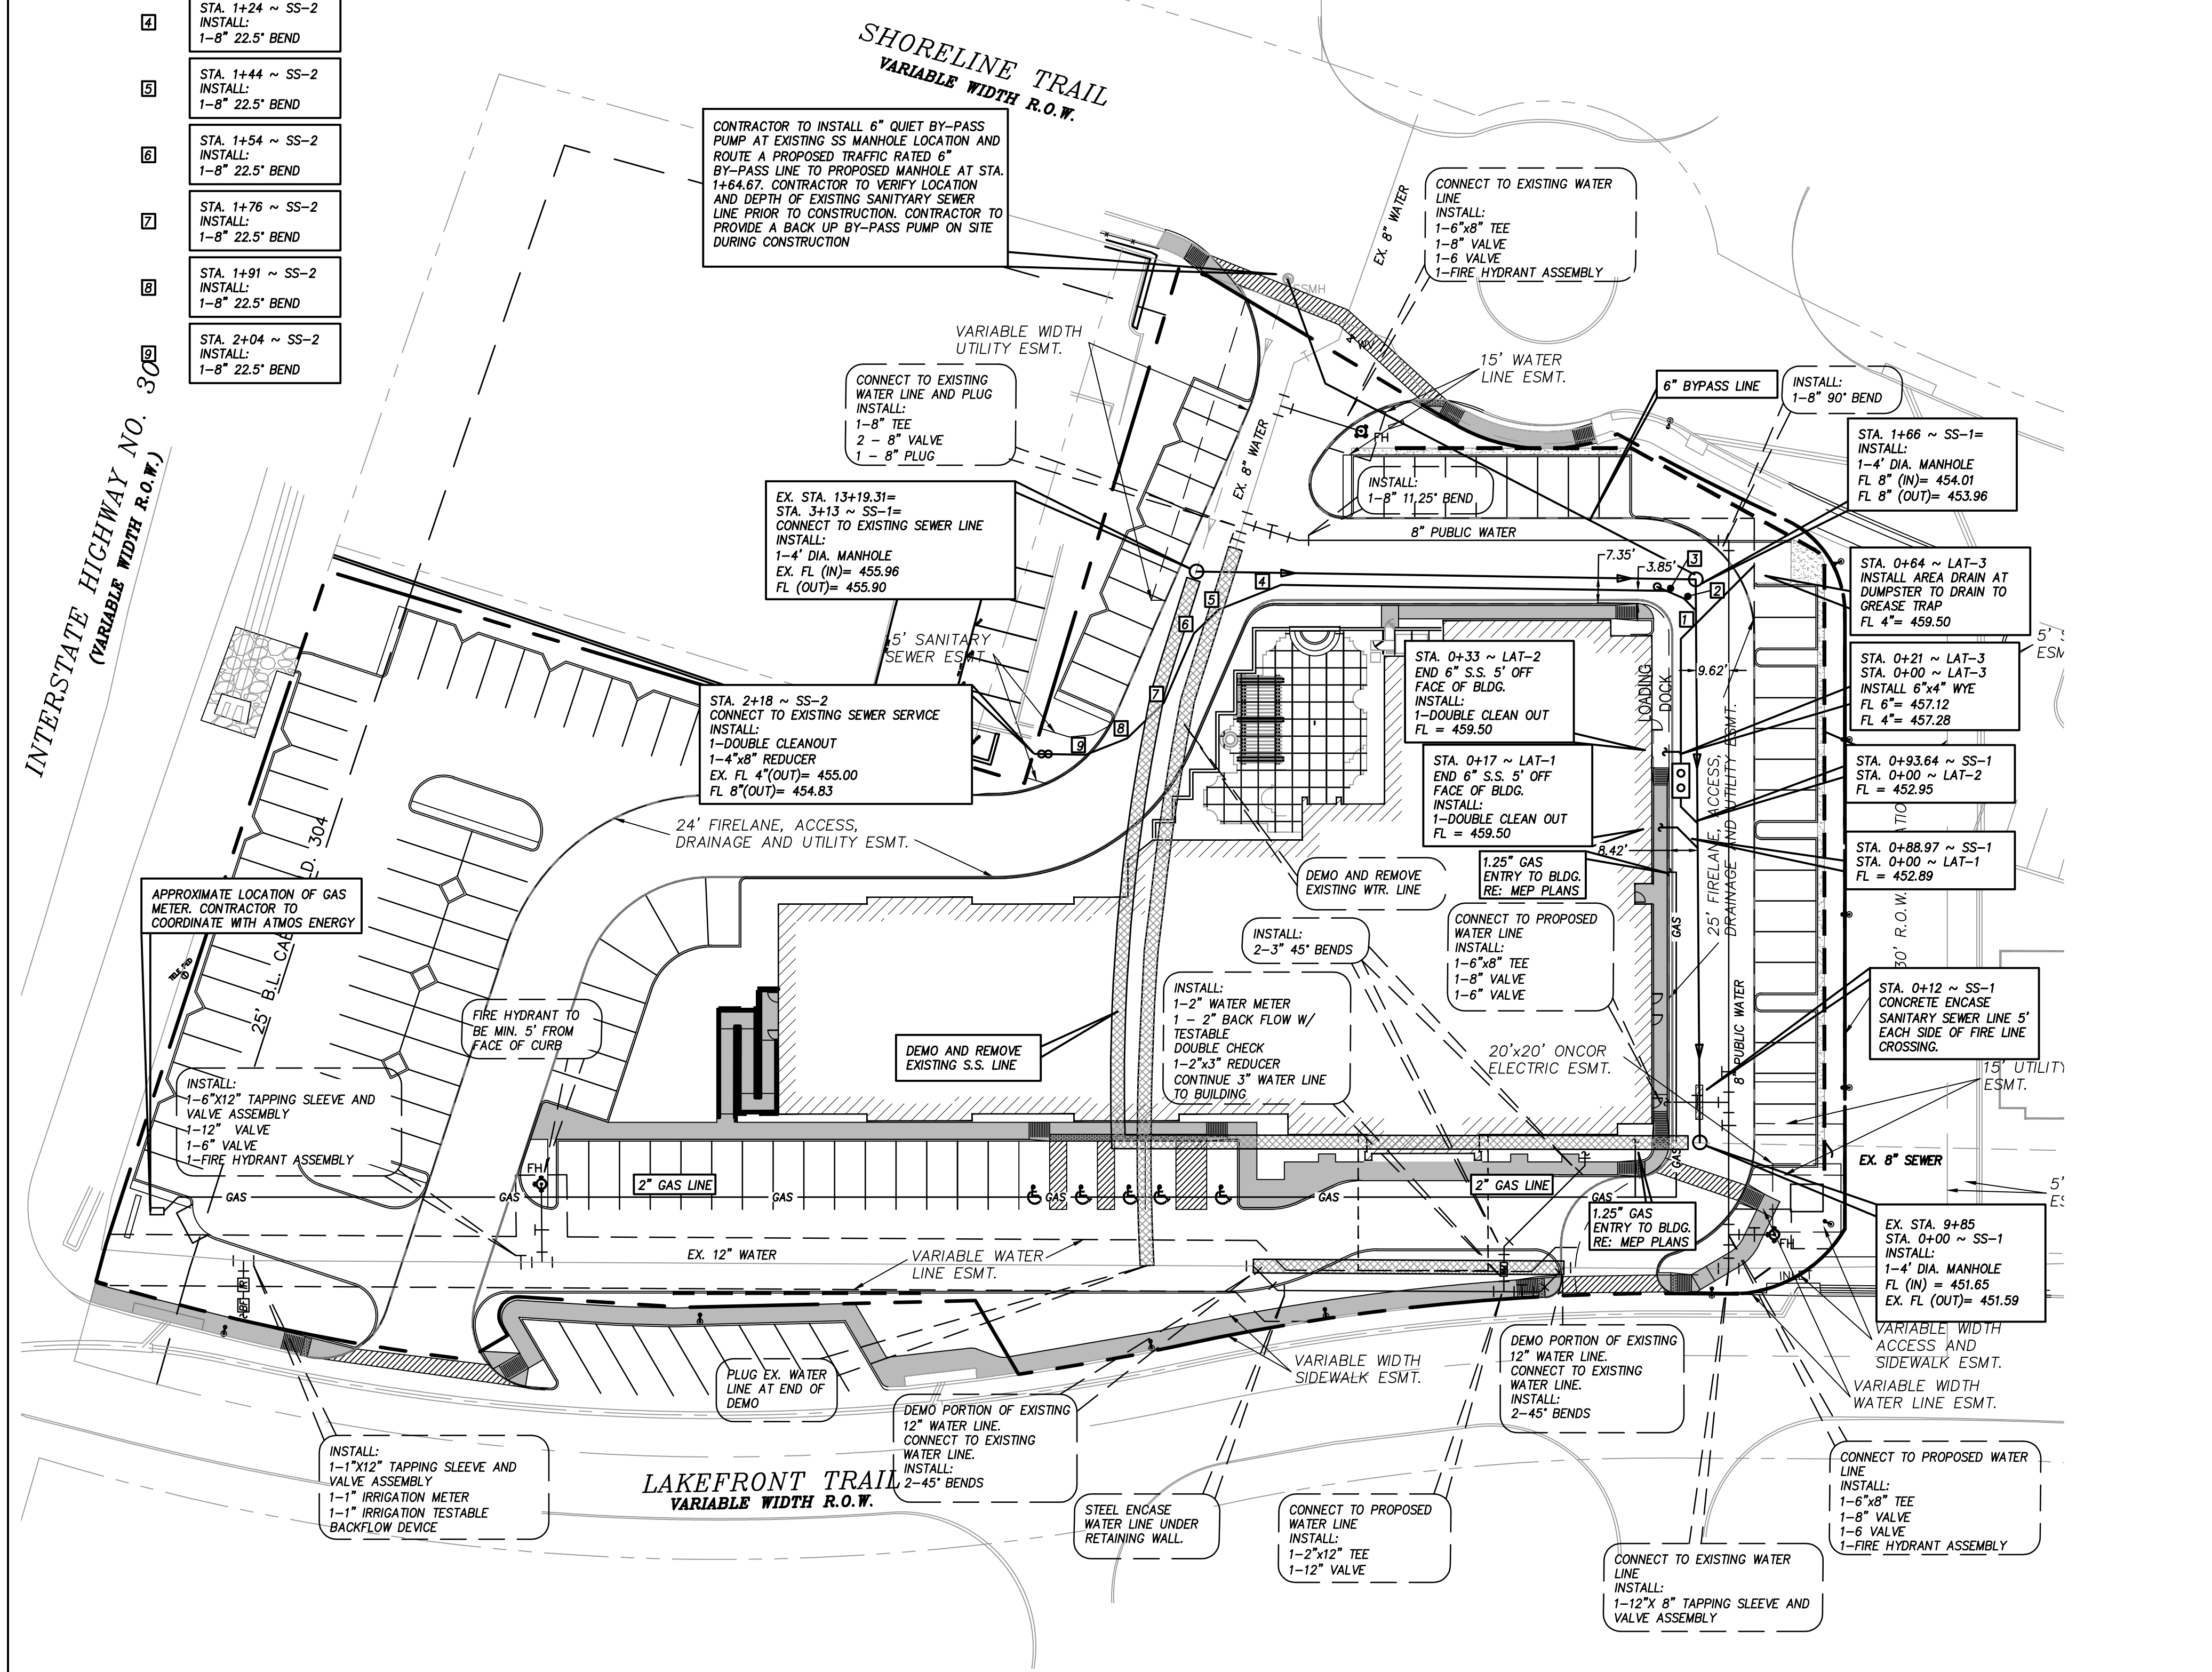 STA. 1+24 ~ SS-2
INSTALL:
1-8" 22.5° BEND
4
STA. 1+44 ~ SS-2
INSTALL:
1-8" 22.5° BEND
5
STA. 1+54 ~ SS-2
INSTALL:
1-8" 22.5° BEND
6
STA. 1+76 ~ SS-2
INSTALL:
1-8" 22.5° BEND
7
STA. 1+91 ~ SS-2
INSTALL:
1-8" 22.5° BEND
8
STA. 2+04 ~ SS-2
INSTALL:
1-8" 22.5° BEND
9
INTERSTATE HIGHWAY NO. 30
(VARIABLE WIDTH R.O.W.)
SHORELINE TRAIL
VARIABLE WIDTH R.O.W.
CONTRACTOR TO INSTALL 6" QUIET BY-PASS
PUMP AT EXISTING SS MANHOLE LOCATION AND
ROUTE A PROPOSED TRAFFIC RATED 6"
BY-PASS LINE TO PROPOSED MANHOLE AT STA.
1+64.67. CONTRACTOR TO VERIFY LOCATION
AND DEPTH OF EXISTING SANITYARY SEWER
LINE PRIOR TO CONSTRUCTION. CONTRACTOR TO
PROVIDE A BACK UP BY-PASS PUMP ON SITE
DURING CONSTRUCTION
EX. 8" WATER
CONNECT TO EXISTING WATER
LINE
INSTALL:
1-6"x8" TEE
1-8" VALVE
1-6 VALVE
1-FIRE HYDRANT ASSEMBLY
SSMH
VARIABLE WIDTH
UTILITY ESMT.
15' WATER
LINE ESMT.
CONNECT TO EXISTING
WATER LINE AND PLUG
INSTALL:
1-8" TEE
2 - 8" VALVE
1 - 8" PLUG
6" BYPASS LINE
INSTALL:
1-8" 90° BEND
STA. 1+66 ~ SS-1=
INSTALL:
1-4' DIA. MANHOLE
FL 8" (IN)= 454.01
FL 8" (OUT)= 453.96
FH
EX. 8" WATER
INSTALL:
1-8" 11.25° BEND
EX. STA. 13+19.31=
STA. 3+13 ~ SS-1=
CONNECT TO EXISTING SEWER LINE
INSTALL:
1-4' DIA. MANHOLE
EX. FL (IN)= 455.96
FL (OUT)= 455.90
8" PUBLIC WATER
7.35'
3.85'
3
2
1
4
5
6
7
8
9
STA. 0+64 ~ LAT-3
INSTALL AREA DRAIN AT
DUMPSTER TO DRAIN TO
GREASE TRAP
FL 4"= 459.50
5' SANITARY
SEWER ESMT.
STA. 0+33 ~ LAT-2
END 6" S.S. 5' OFF
FACE OF BLDG.
INSTALL:
1-DOUBLE CLEAN OUT
FL = 459.50
LOADING
DOCK
9.62'
STA. 0+21 ~ LAT-3
STA. 0+00 ~ LAT-3
INSTALL 6"x4" WYE
FL 6"= 457.12
FL 4"= 457.28
5' S
ESM
STA. 2+18 ~ SS-2
CONNECT TO EXISTING SEWER SERVICE
INSTALL:
1-DOUBLE CLEANOUT
1-4"x8" REDUCER
EX. FL 4"(OUT)= 455.00
FL 8"(OUT)= 454.83
STA. 0+17 ~ LAT-1
END 6" S.S. 5' OFF
FACE OF BLDG.
INSTALL:
1-DOUBLE CLEAN OUT
FL = 459.50
STA. 0+93.64 ~ SS-1
STA. 0+00 ~ LAT-2
FL = 452.95
STA. 0+88.97 ~ SS-1
STA. 0+00 ~ LAT-1
FL = 452.89
24' FIRELANE, ACCESS,
DRAINAGE AND UTILITY ESMT.
8.42'
25' FIRELANE, ACCESS,
DRAINAGE AND UTILITY ESMT.
30' R.O.W.
1.25" GAS
ENTRY TO BLDG.
RE: MEP PLANS
DEMO AND REMOVE
EXISTING WTR. LINE
APPROXIMATE LOCATION OF GAS
METER. CONTRACTOR TO
COORDINATE WITH ATMOS ENERGY
25' B.L. CAB. D. 304
TELE PED
INSTALL:
2-3" 45° BENDS
CONNECT TO PROPOSED
WATER LINE
INSTALL:
1-6"x8" TEE
1-8" VALVE
1-6" VALVE
GAS
INSTALL:
1-2" WATER METER
1 - 2" BACK FLOW W/
TESTABLE
DOUBLE CHECK
1-2"x3" REDUCER
CONTINUE 3" WATER LINE
TO BUILDING
8" PUBLIC WATER
STA. 0+12 ~ SS-1
CONCRETE ENCASE
SANITARY SEWER LINE 5'
EACH SIDE OF FIRE LINE
CROSSING.
FIRE HYDRANT TO
BE MIN. 5' FROM
FACE OF CURB
DEMO AND REMOVE
EXISTING S.S. LINE
20'x20' ONCOR
ELECTRIC ESMT.
15' UTILITY
ESMT.
INSTALL:
1-6"X12" TAPPING SLEEVE AND
VALVE ASSEMBLY
1-12" VALVE
1-6" VALVE
1-FIRE HYDRANT ASSEMBLY
FH
2" GAS LINE
2" GAS LINE
GAS
GAS
GAS
GAS
GAS
GAS
GAS
EX. 8" SEWER
5'
ES
1.25" GAS
ENTRY TO BLDG.
RE: MEP PLANS
FH
INLET
EX. STA. 9+85
STA. 0+00 ~ SS-1
INSTALL:
1-4' DIA. MANHOLE
FL (IN) = 451.65
EX. FL (OUT)= 451.59
EX. 12" WATER
VARIABLE WATER
LINE ESMT.
IR
BF
VARIABLE WIDTH
ACCESS AND
SIDEWALK ESMT.
VARIABLE WIDTH
WATER LINE ESMT.
VARIABLE WIDTH
SIDEWALK ESMT.
DEMO PORTION OF EXISTING
12" WATER LINE.
CONNECT TO EXISTING
WATER LINE.
INSTALL:
2-45° BENDS
PLUG EX. WATER
LINE AT END OF
DEMO
DEMO PORTION OF EXISTING
12" WATER LINE.
CONNECT TO EXISTING
WATER LINE.
INSTALL:
2-45° BENDS
INSTALL:
1-1"X12" TAPPING SLEEVE AND
VALVE ASSEMBLY
1-1" IRRIGATION METER
1-1" IRRIGATION TESTABLE
BACKFLOW DEVICE
LAKEFRONT TRAIL
VARIABLE WIDTH R.O.W.
STEEL ENCASE
WATER LINE UNDER
RETAINING WALL.
CONNECT TO PROPOSED
WATER LINE
INSTALL:
1-2"x12" TEE
1-12" VALVE
CONNECT TO PROPOSED WATER
LINE
INSTALL:
1-6"x8" TEE
1-8" VALVE
1-6 VALVE
1-FIRE HYDRANT ASSEMBLY
CONNECT TO EXISTING WATER
LINE
INSTALL:
1-12"X 8" TAPPING SLEEVE AND
VALVE ASSEMBLY